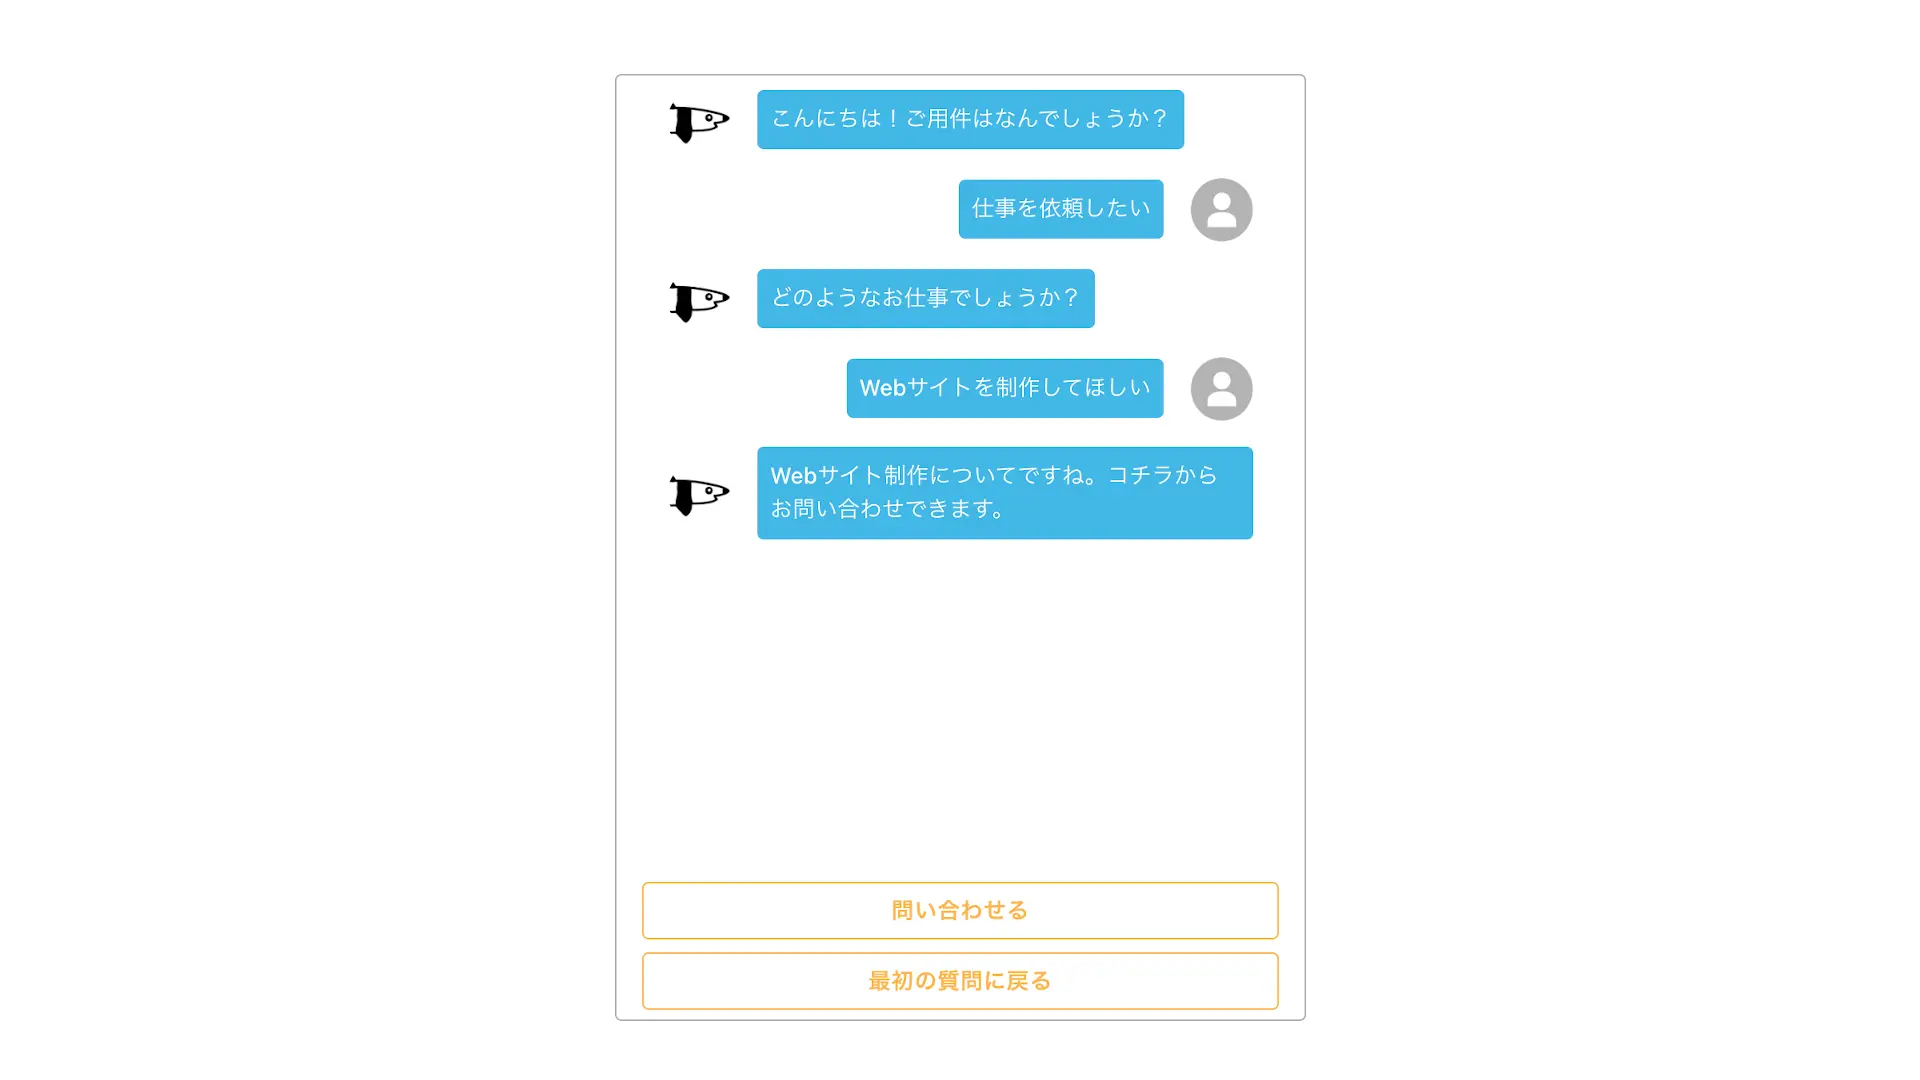 こんにちは！ご用件はなんでしょうか？
仕事を依頼したい
どのようなお仕事でしょうか？
Webサイトを制作してほしい
Webサイト制作についてですね。コチラから
お問い合わせできます。
問い合わせる
最初の質問に戻る